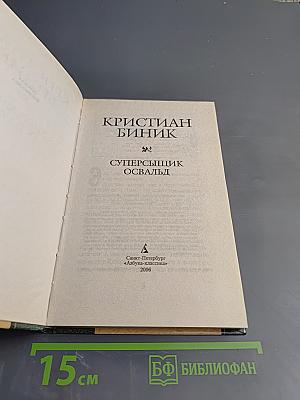 КРИСТИАН
БИНИК
СУПЕРСЫЩИК
ОСВАЛЬД
Санкт-Петербург
«Азбука-классика»
2006
15 см
БФ БИБЛИОФАН